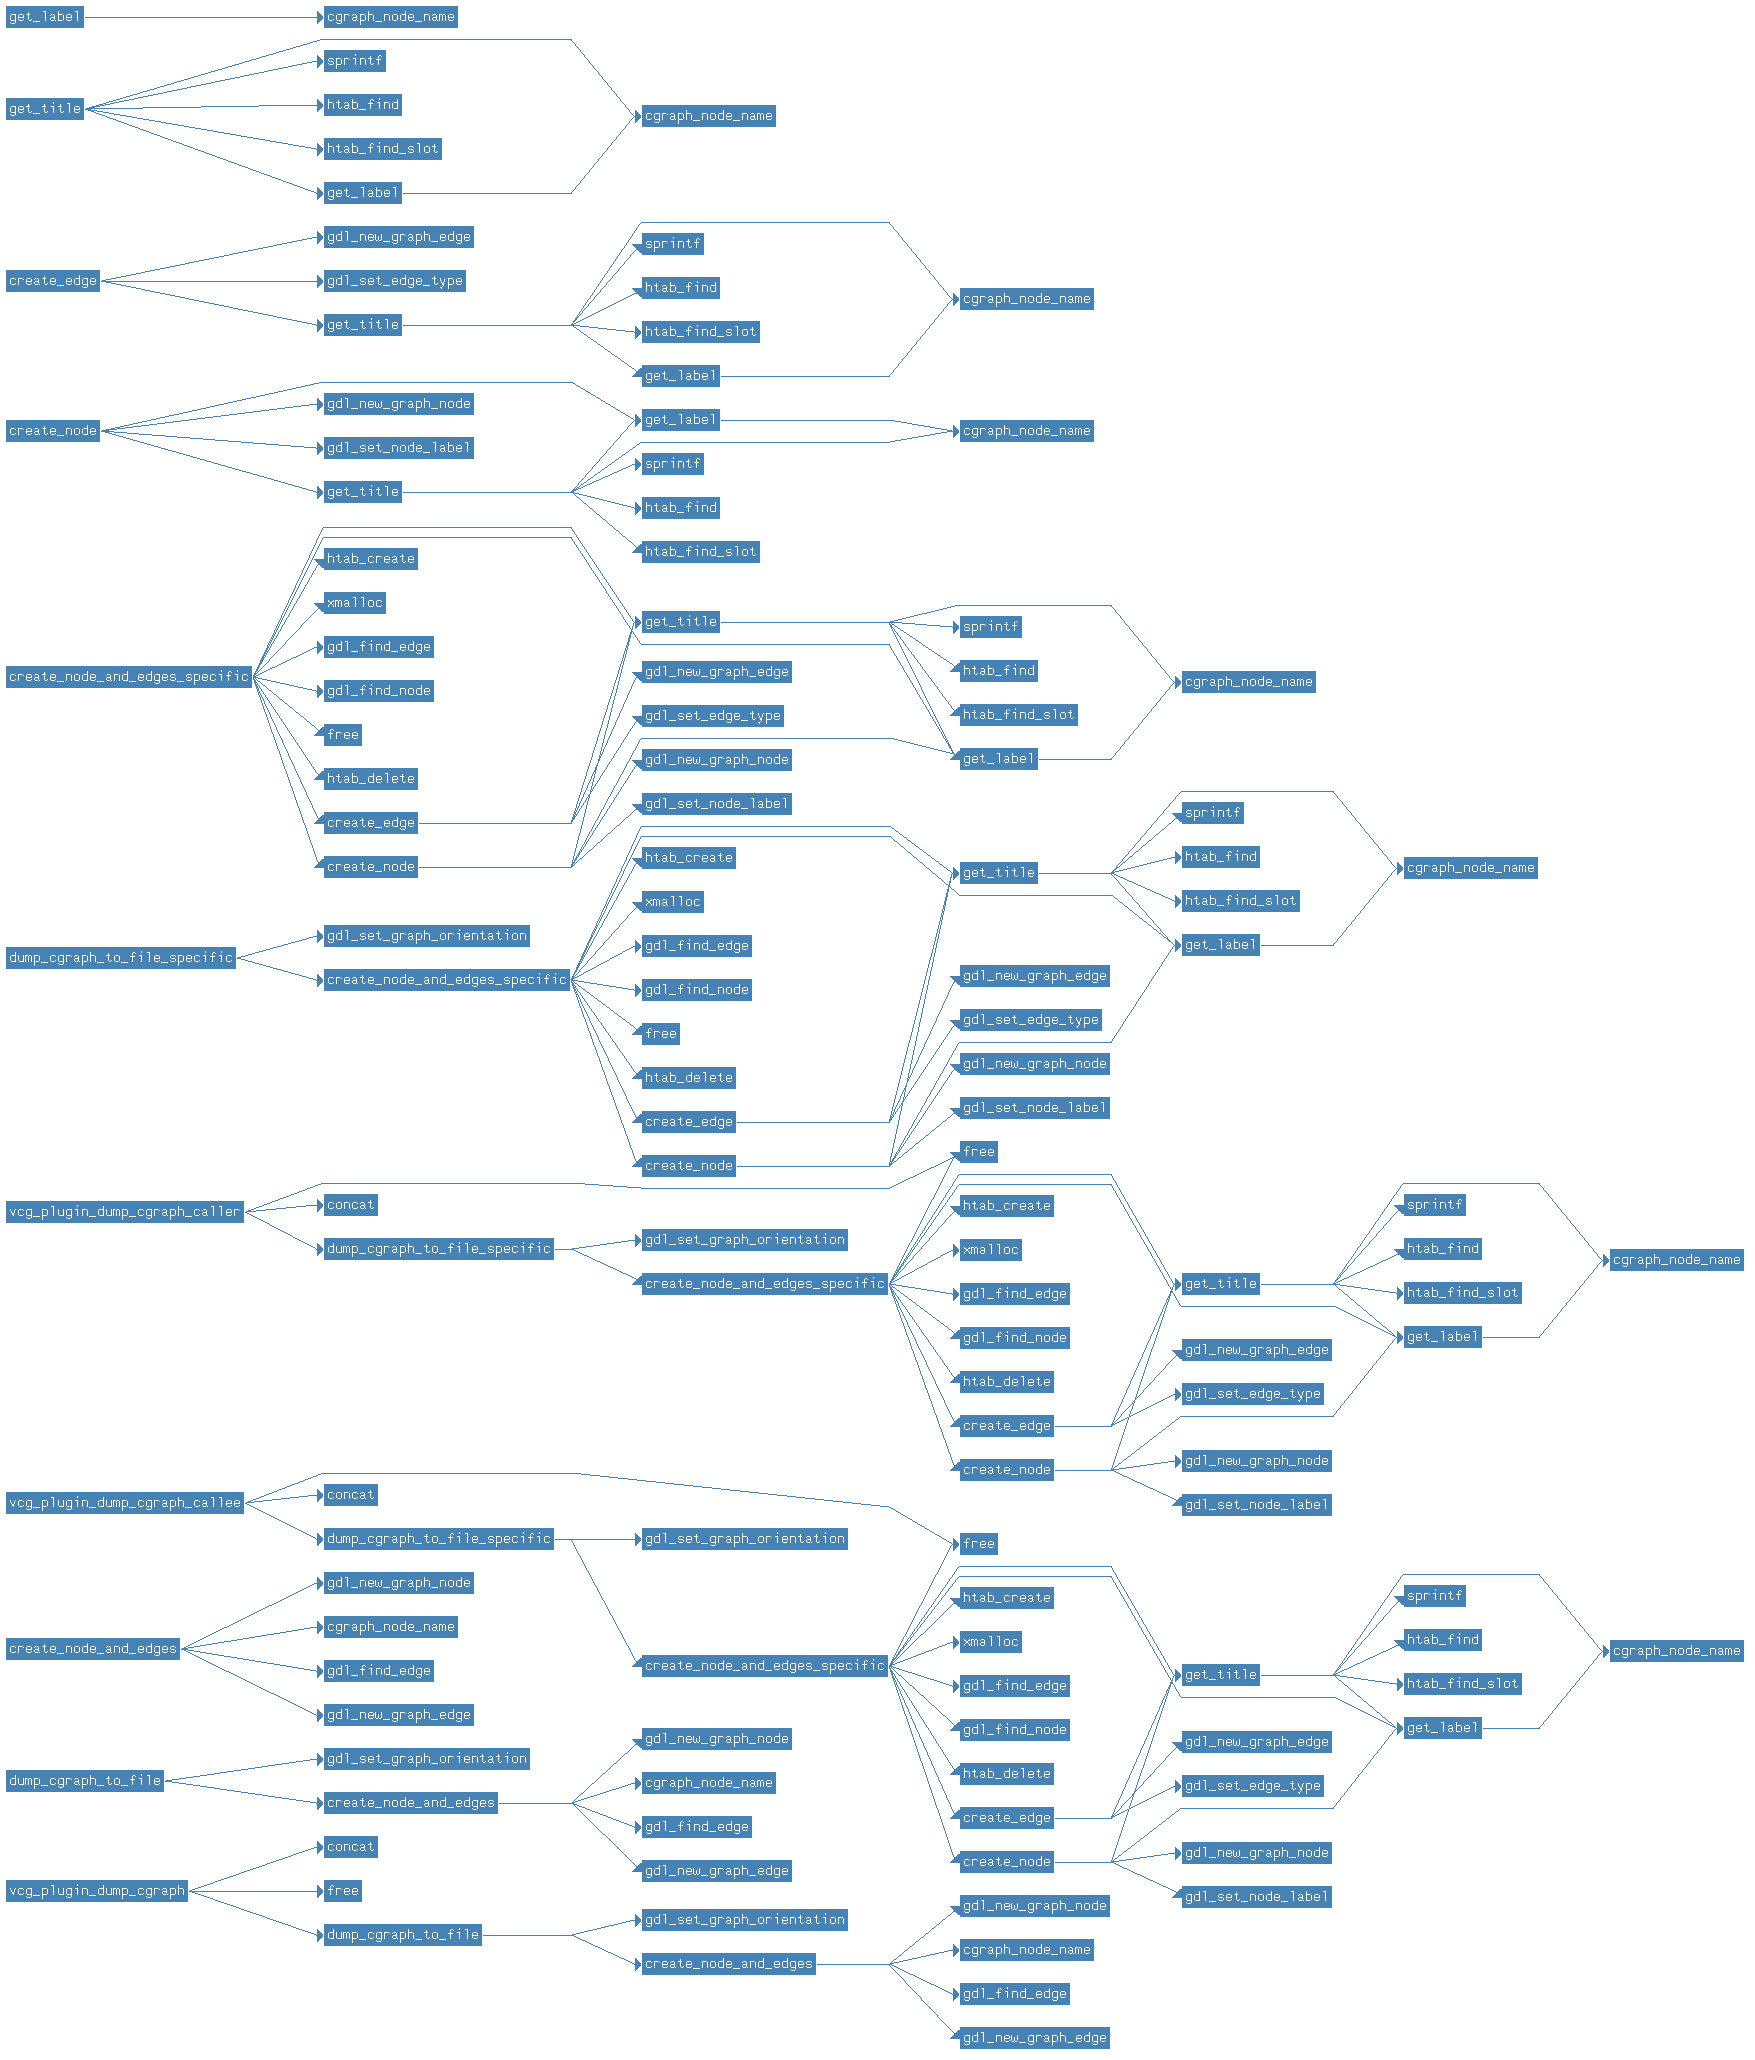 get_label
cgraph_node_name
sprintf
get_title
htab_find
cgraph_node_name
htab_find_slot
get_label
gdl_new_graph_edge
sprintf
create_edge
gdl_set_edge_type
htab_find
cgraph_node_name
get_title
htab_find_slot
get_label
gdl_new_graph_node
get_label
create_node
cgraph_node_name
gdl_set_node_label
sprintf
get_title
htab_find
htab_find_slot
htab_create
xmalloc
get_title
sprintf
gdl_find_edge
create_node_and_edges_specific
gdl_new_graph_edge
htab_find
cgraph_node_name
gdl_find_node
gdl_set_edge_type
htab_find_slot
free
gdl_new_graph_node
get_label
htab_delete
gdl_set_node_label
sprintf
create_edge
htab_create
htab_find
cgraph_node_name
create_node
get_title
xmalloc
htab_find_slot
gdl_set_graph_orientation
gdl_find_edge
get_label
dump_cgraph_to_file_specific
create_node_and_edges_specific
gdl_new_graph_edge
gdl_find_node
gdl_set_edge_type
free
gdl_new_graph_node
htab_delete
gdl_set_node_label
create_edge
free
create_node
vcg_plugin_dump_cgraph_caller
concat
htab_create
sprintf
dump_cgraph_to_file_specific
gdl_set_graph_orientation
xmalloc
htab_find
cgraph_node_name
create_node_and_edges_specific
gdl_find_edge
get_title
htab_find_slot
gdl_find_node
get_label
gdl_new_graph_edge
htab_delete
gdl_set_edge_type
create_edge
create_node
gdl_new_graph_node
gdl_set_node_label
vcg_plugin_dump_cgraph_callee
concat
dump_cgraph_to_file_specific
gdl_set_graph_orientation
free
gdl_new_graph_node
htab_create
sprintf
cgraph_node_name
xmalloc
htab_find
create_node_and_edges
create_node_and_edges_specific
cgraph_node_name
gdl_find_edge
gdl_find_edge
get_title
htab_find_slot
gdl_new_graph_edge
gdl_find_node
get_label
gdl_new_graph_node
gdl_new_graph_edge
gdl_set_graph_orientation
htab_delete
gdl_set_edge_type
dump_cgraph_to_file
cgraph_node_name
create_node_and_edges
gdl_find_edge
create_edge
concat
gdl_new_graph_edge
create_node
gdl_new_graph_node
vcg_plugin_dump_cgraph
free
gdl_set_node_label
dump_cgraph_to_file
gdl_set_graph_orientation
gdl_new_graph_node
create_node_and_edges
cgraph_node_name
gdl_find_edge
gdl_new_graph_edge